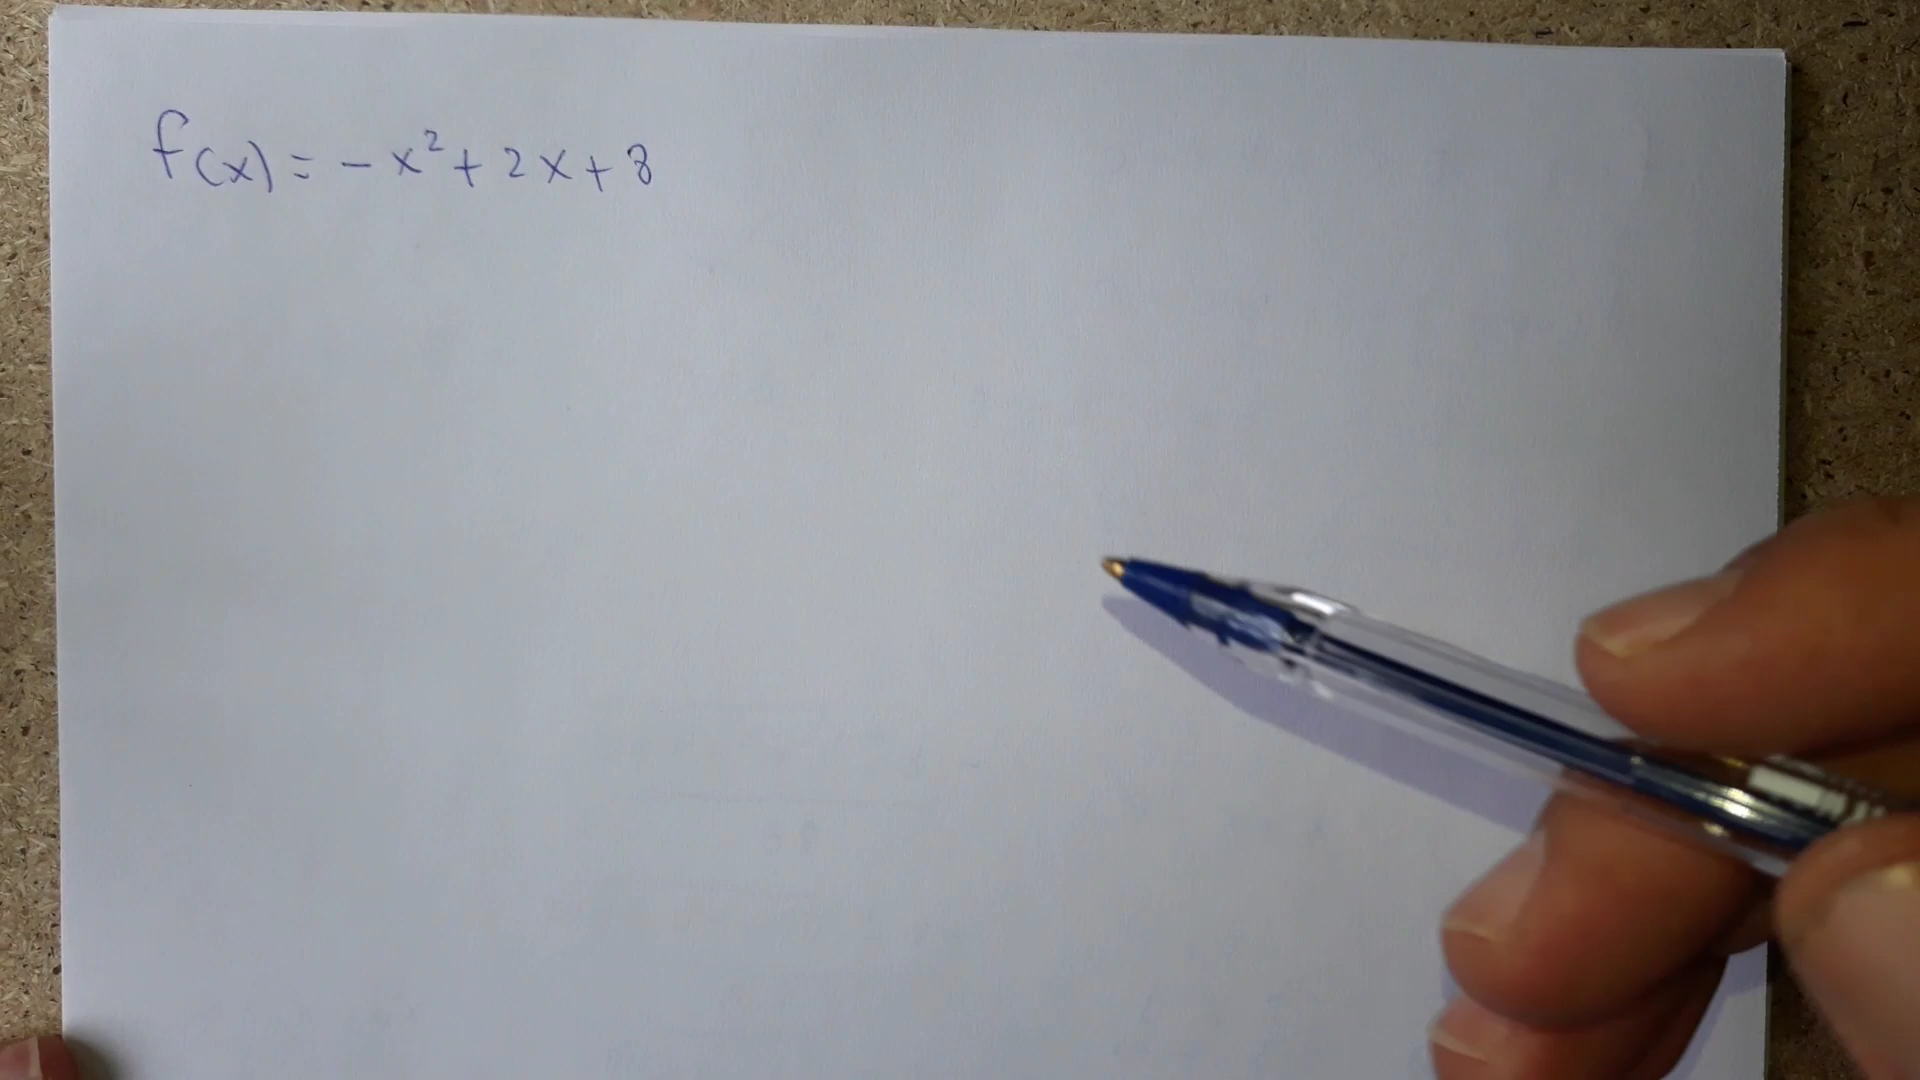 f(x) = - x² + 2x + 8